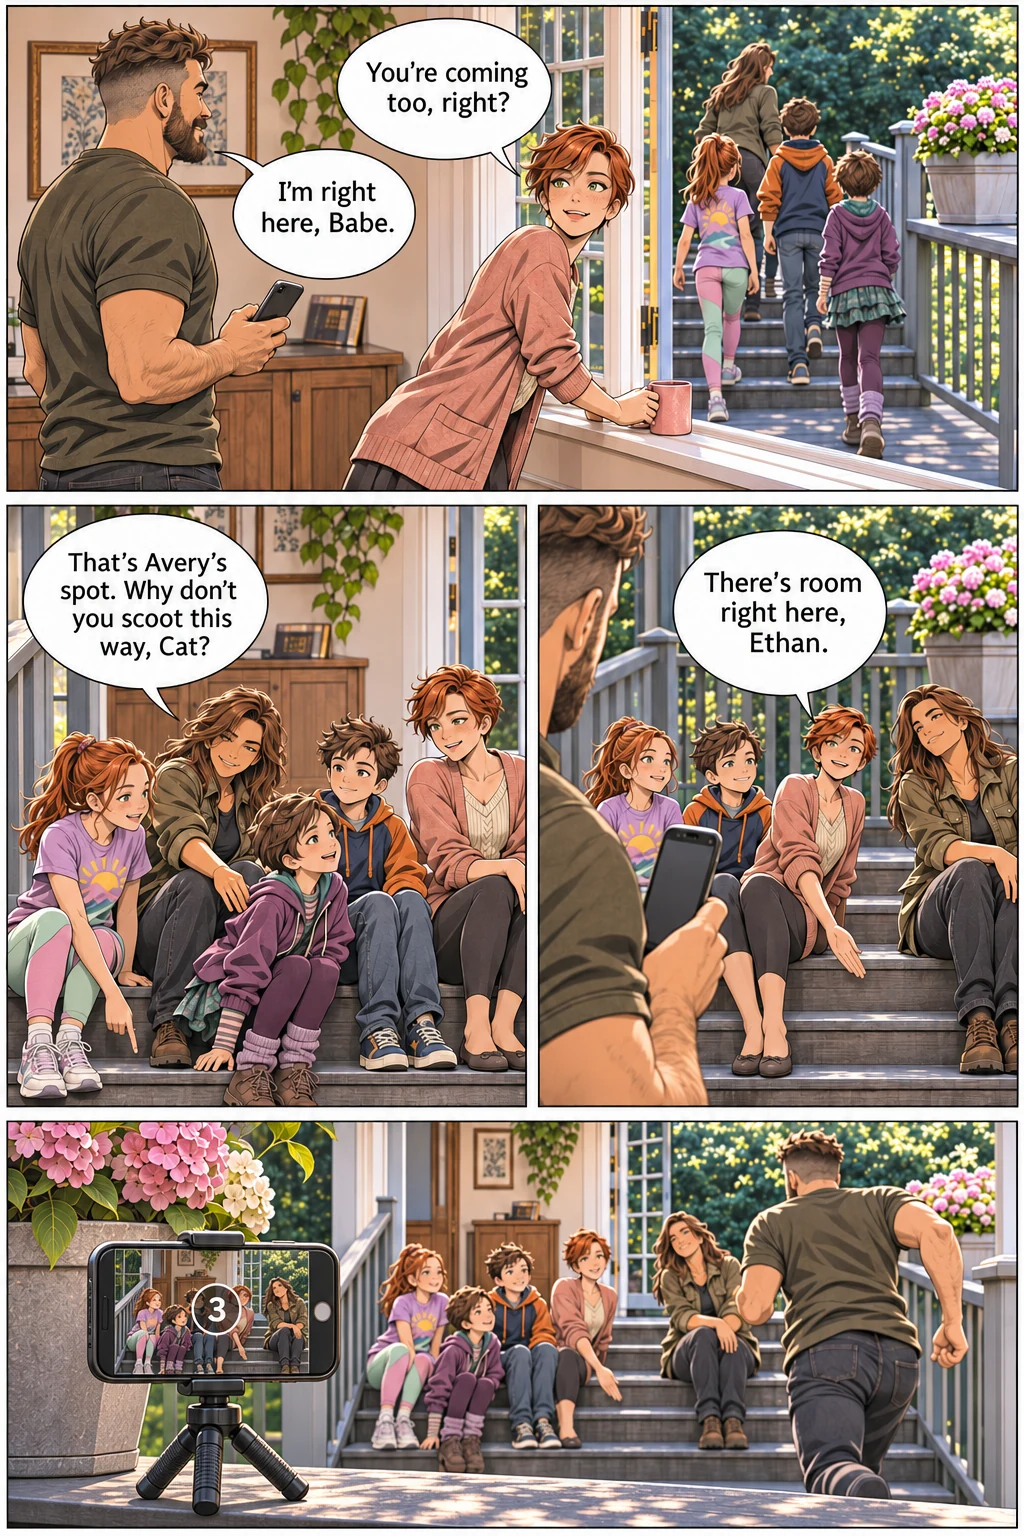 You're coming
too, right?
I'm right
here, Babe.
That's Avery's
spot. Why don't
you scoot this
way, Cat?
There's room
right here,
Ethan.
3